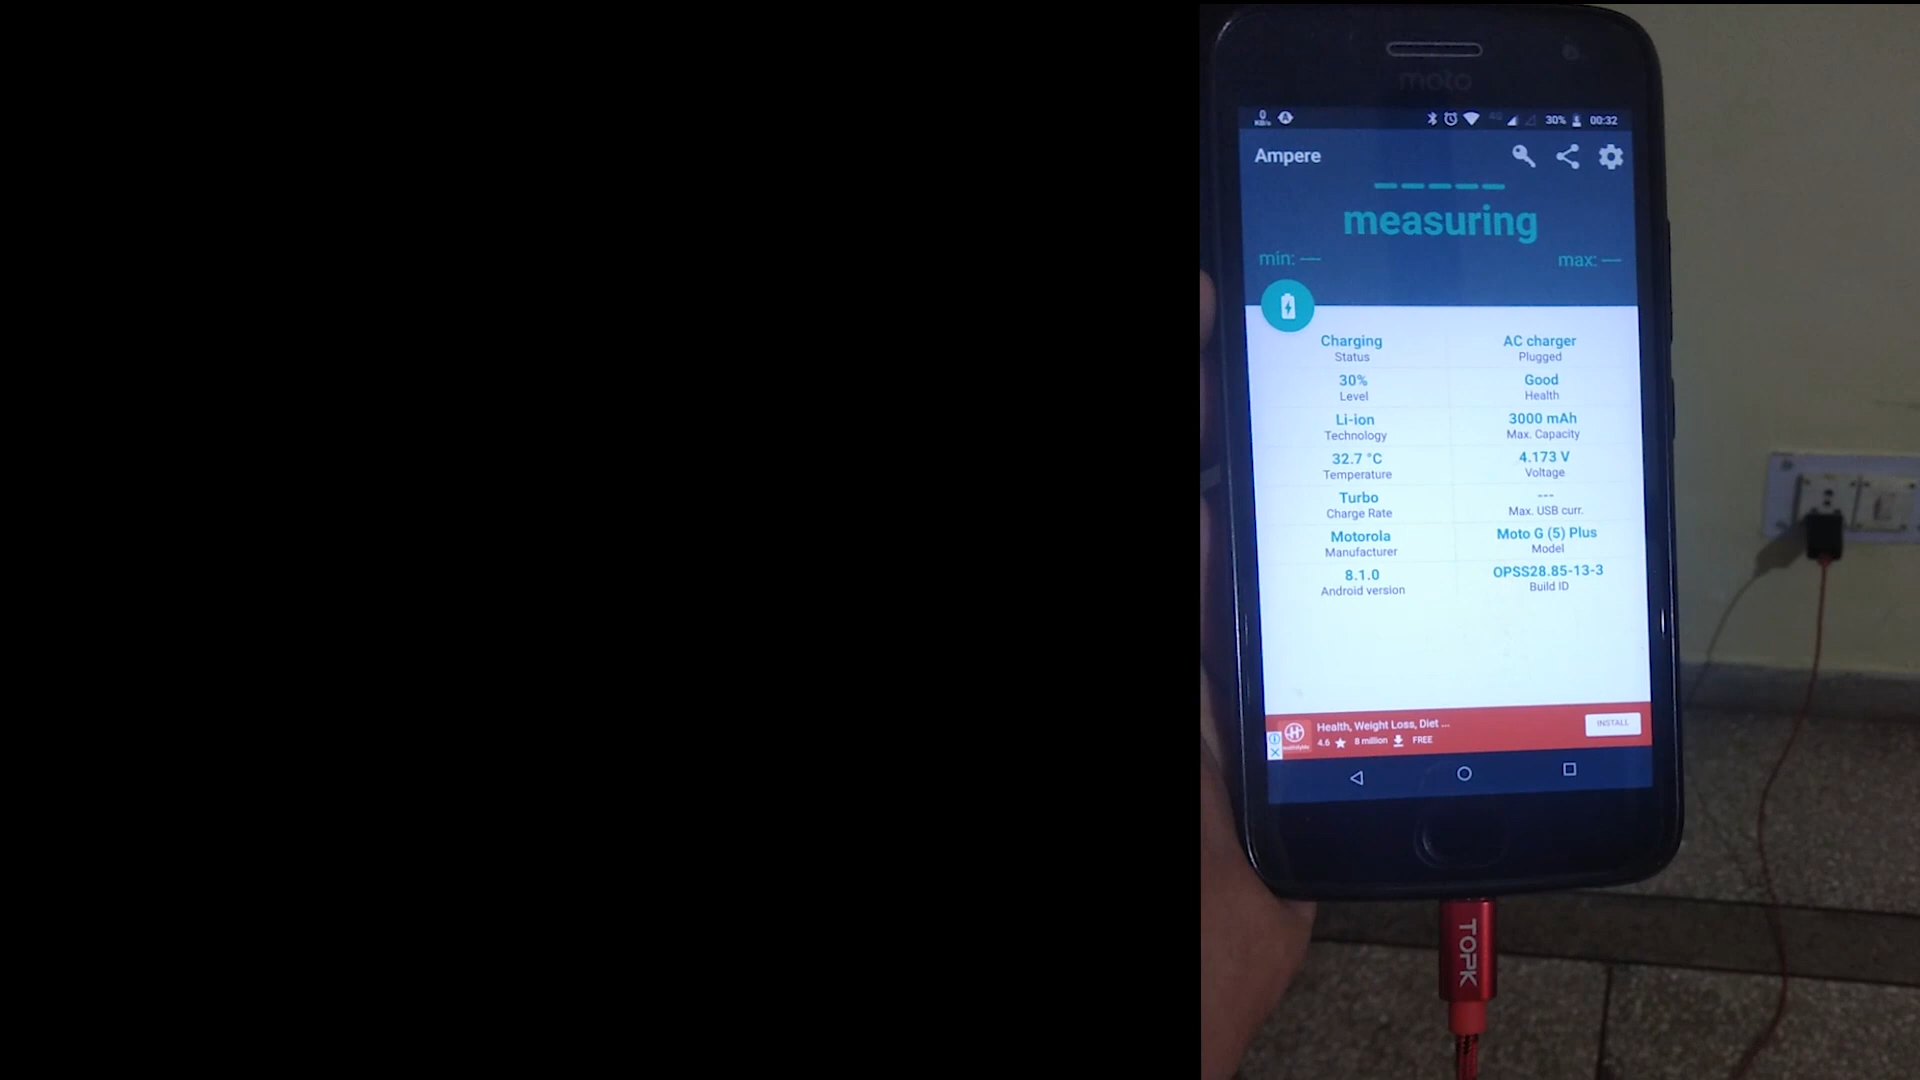 moto
0
KB/s
4G
30%
00:32
Ampere
measuring
min: ---
max: ---
Charging
Status
AC charger
Plugged
30%
Level
Good
Health
Li-ion
Technology
3000 mAh
Max. Capacity
32.7 °C
Temperature
4.173 V
Voltage
Turbo
Charge Rate
---
Max. USB curr.
Motorola
Manufacturer
Moto G (5) Plus
Model
8.1.0
Android version
OPSS28.85-13-3
Build ID
Health, Weight Loss, Diet ...
4.6 ★ 8 million FREE
INSTALL
TOPK